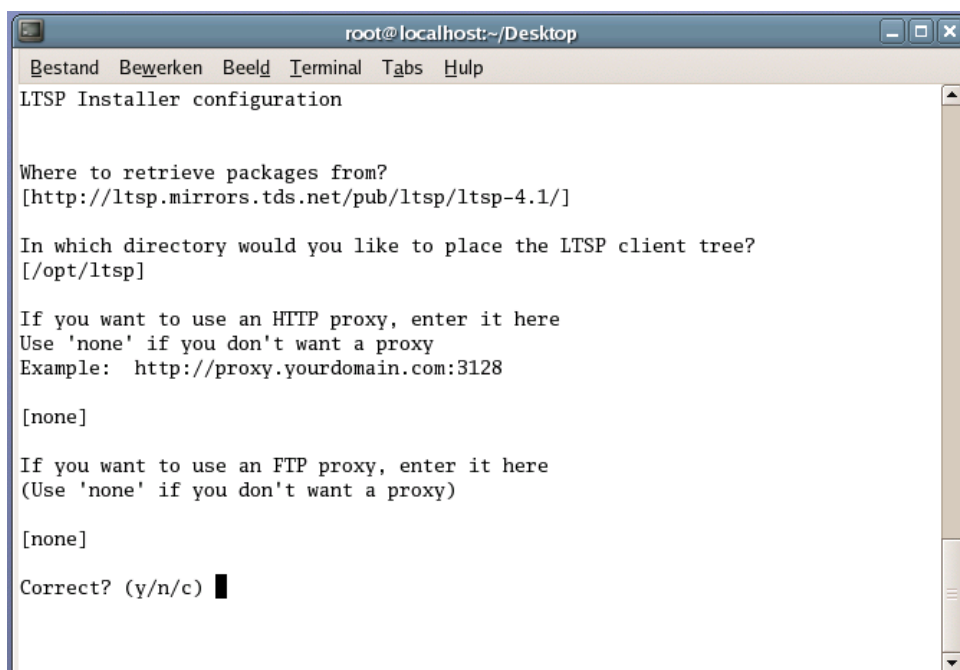 root@localhost:~/Desktop
Bestand Bewerken Beeld Terminal Tabs Hulp
LTSP Installer configuration
Where to retrieve packages from?
[http://ltsp.mirrors.tds.net/pub/ltsp/ltsp-4.1/]
In which directory would you like to place the LTSP client tree?
[/opt/ltsp]
If you want to use an HTTP proxy, enter it here
Use 'none' if you don't want a proxy
Example:  http://proxy.yourdomain.com:3128
[none]
If you want to use an FTP proxy, enter it here
(Use 'none' if you don't want a proxy)
[none]
Correct? (y/n/c)